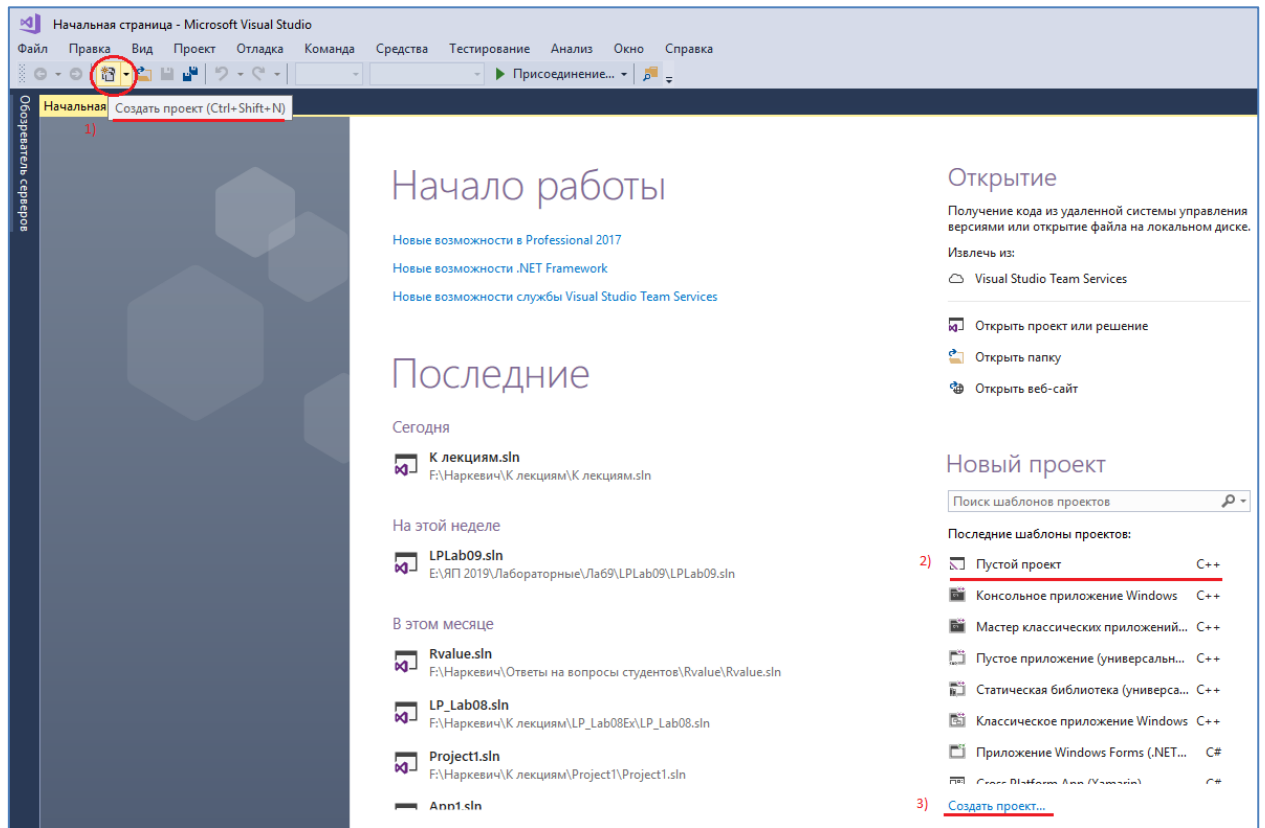 Начальная страница - Microsoft Visual Studio
Файл Правка Вид Проект Отладка Команда Средства Тестирование Анализ Окно Справка
Присоединение...
Обозреватель серверов
Начальная
Создать проект (Ctrl+Shift+N)
1)
Начало работы
Новые возможности в Professional 2017
Новые возможности .NET Framework
Новые возможности службы Visual Studio Team Services
Последние
Сегодня
К лекциям.sln
F:\Наркевич\К лекциям\К лекциям.sln
На этой неделе
LPLab09.sln
E:\ЯП 2019\Лабораторные\Лаб9\LPLab09\LPLab09.sln
В этом месяце
Rvalue.sln
F:\Наркевич\Ответы на вопросы студентов\Rvalue\Rvalue.sln
LP_Lab08.sln
F:\Наркевич\К лекциям\LP_Lab08Ex\LP_Lab08.sln
Project1.sln
F:\Наркевич\К лекциям\Project1\Project1.sln
App1.sln
Открытие
Получение кода из удаленной системы управления
версиями или открытие файла на локальном диске.
Извлечь из:
Visual Studio Team Services
Открыть проект или решение
Открыть папку
Открыть веб-сайт
Новый проект
Поиск шаблонов проектов
Последние шаблоны проектов:
2) Пустой проект C++
Консольное приложение Windows C++
Мастер классических приложений... C++
Пустое приложение (универсальн... C++
Статическая библиотека (универса... C++
Классическое приложение Windows C++
Приложение Windows Forms (.NET... C#
Cross Platform App (Xamarin) C#
3) Создать проект...